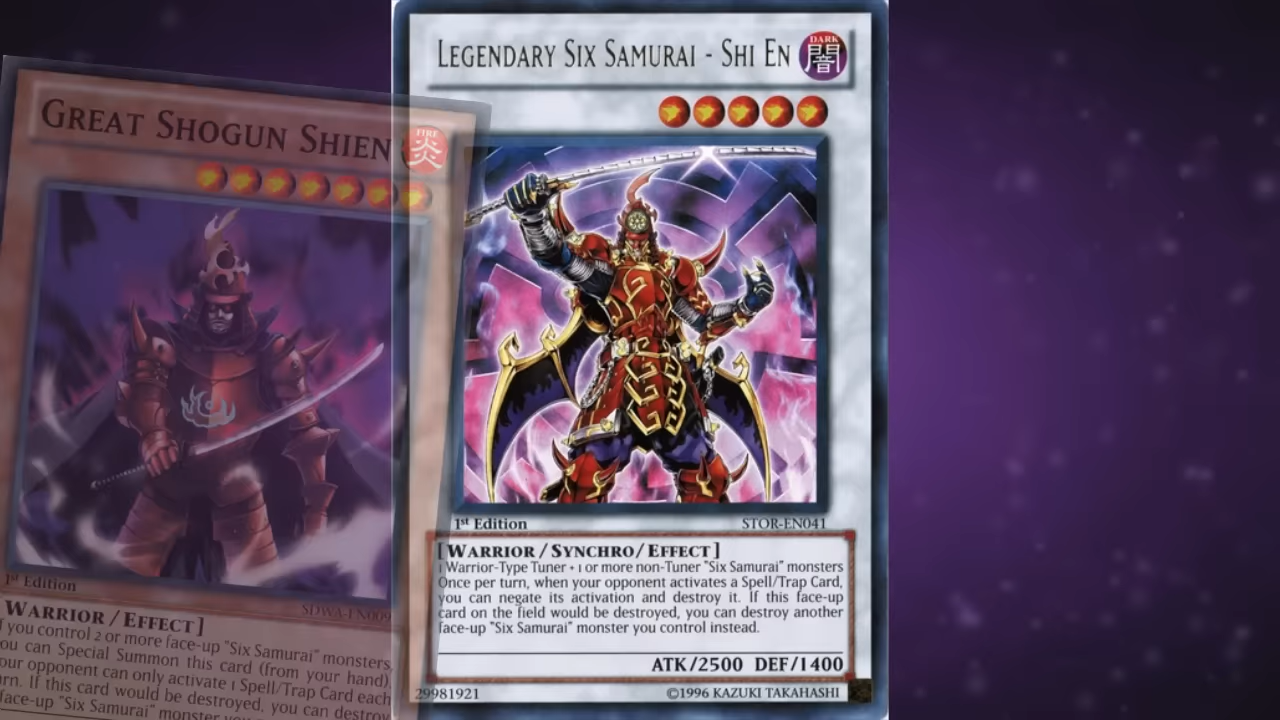 GREAT SHOGUN SHIEN
FIRE
炎
1st Edition
SDWA-EN009
WARRIOR / EFFECT]
f you control 2 or more face-up "Six Samurai" monsters,
ou can Special Summon this card (from your hand)
our opponent can only activate 1 Spell/Trap Card each
urn. If this card would be destroyed, you can destroy
face-up "Six Samurai" monster
LEGENDARY SIX SAMURAI - SHI EN
DARK
闇
1st Edition
STOR-EN041
[WARRIOR / SYNCHRO / EFFECT]
1 Warrior-Type Tuner + 1 or more non-Tuner "Six Samurai" monsters
Once per turn, when your opponent activates a Spell/Trap Card,
you can negate its activation and destroy it. If this face-up
card on the field would be destroyed, you can destroy another
face-up "Six Samurai" monster you control instead.
ATK/2500 DEF/1400
29981921
©1996 KAZUKI TAKAHASHI